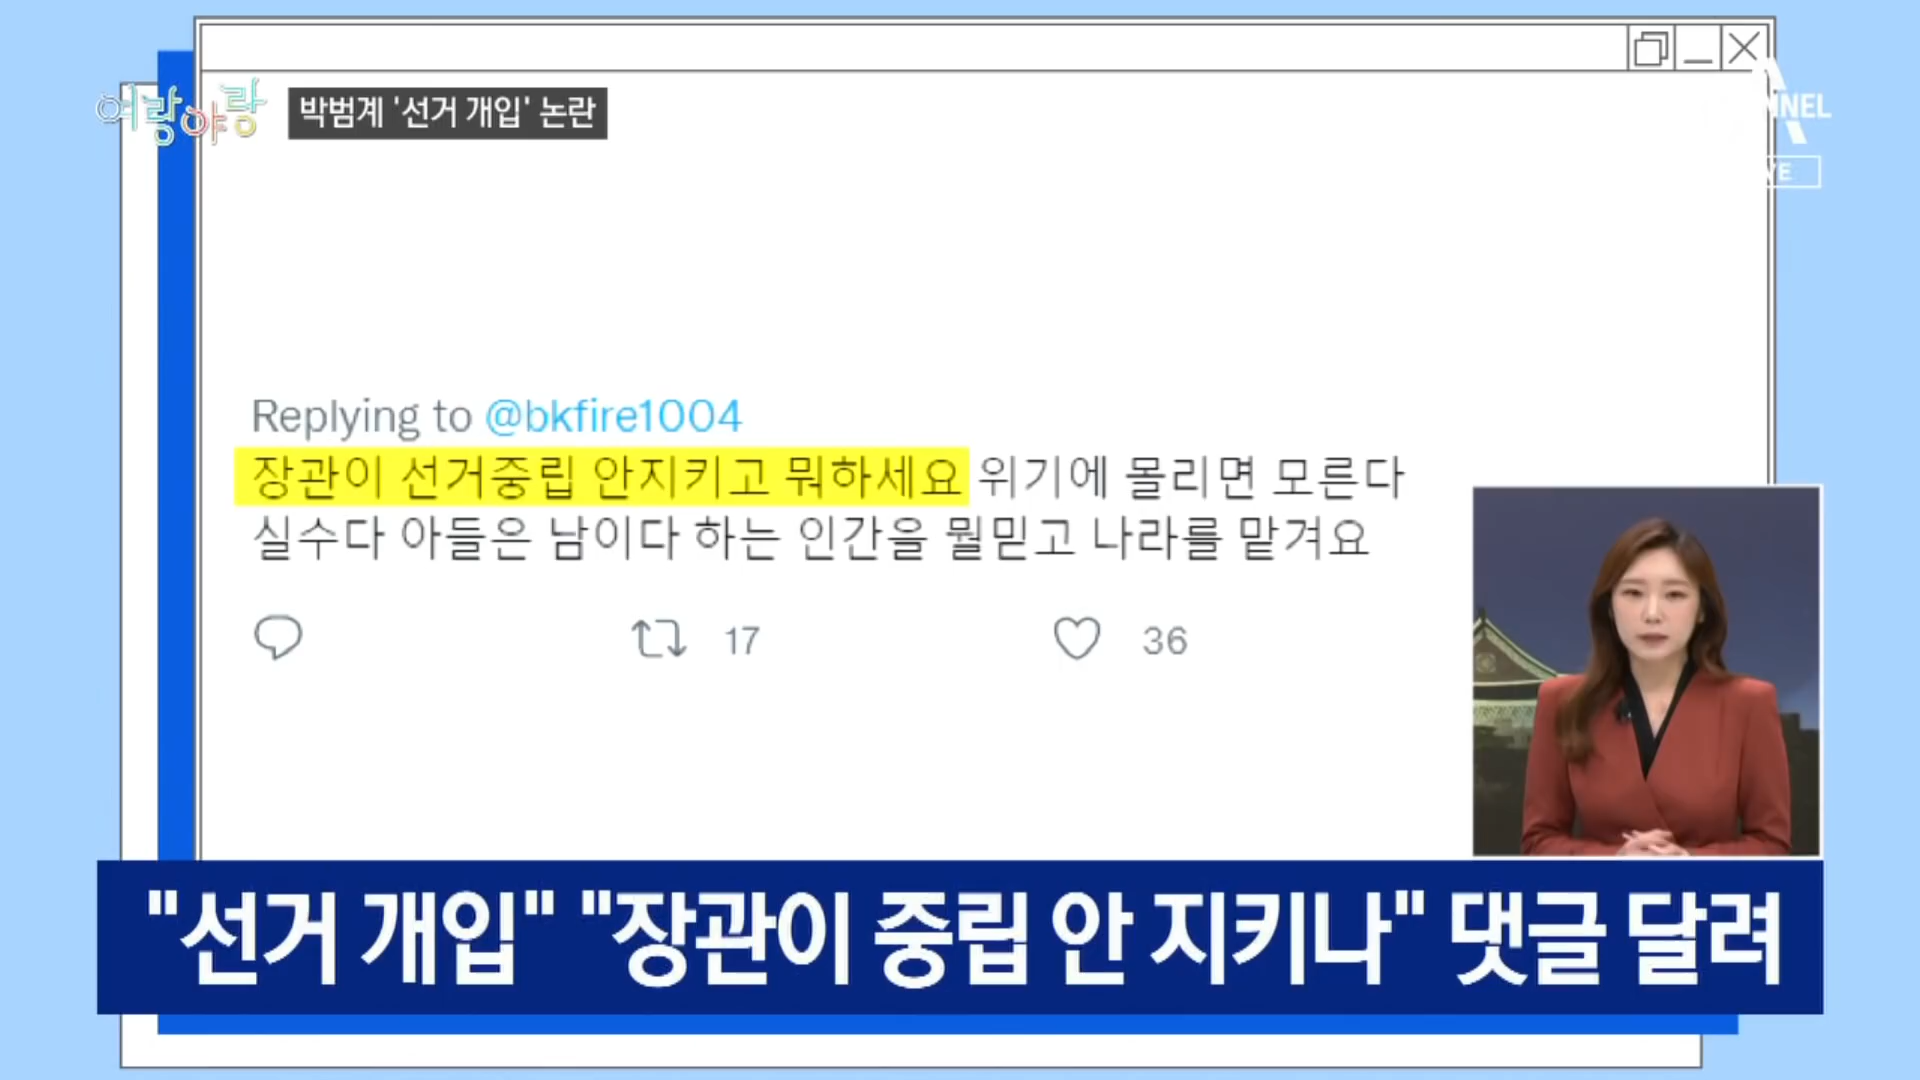 여랑야랑
박범계 '선거 개입' 논란
NNEL
VE
Replying to @bkfire1004
장관이 선거중립 안지키고 뭐하세요 위기에 몰리면 모른다
실수다 아들은 남이다 하는 인간을 뭘믿고 나라를 맡겨요
17
36
"선거 개입" "장관이 중립 안 지키나" 댓글 달려